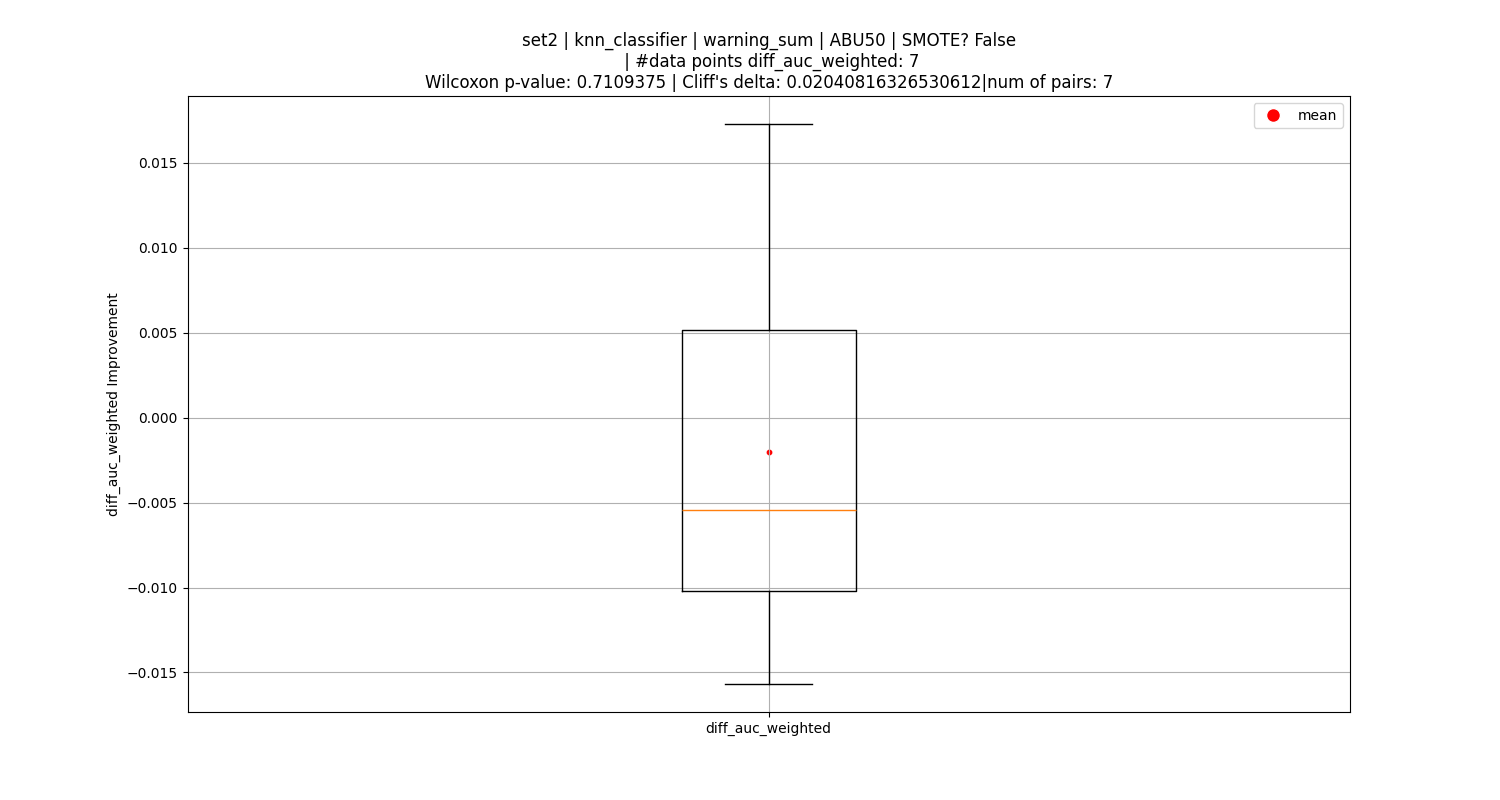 set2 | knn_classifier | warning_sum | ABU50 | SMOTE? False
| #data points diff_auc_weighted: 7
Wilcoxon p-value: 0.7109375 | Cliff's delta: 0.02040816326530612|num of pairs: 7
mean
0.015
0.010
0.005
0.000
−0.005
−0.010
−0.015
diff_auc_weighted Improvement
diff_auc_weighted